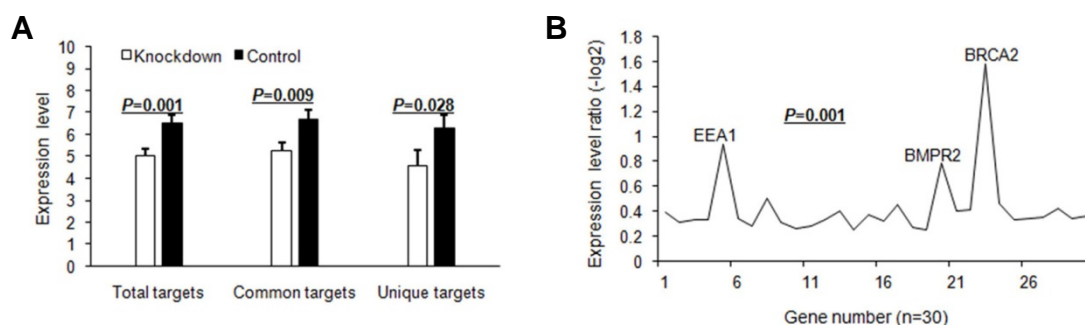 A
10
9
8
7
6
5
4
3
2
1
0
Expression level
Knockdown Control
P=0.001
P=0.009
P=0.028
Total targets Common targets Unique targets
B
1.8
1.6
1.4
1.2
1
0.8
0.6
0.4
0.2
0
Expression level ratio (-log2)
BRCA2
P=0.001
EEA1
BMPR2
1 6 11 16 21 26
Gene number (n=30)